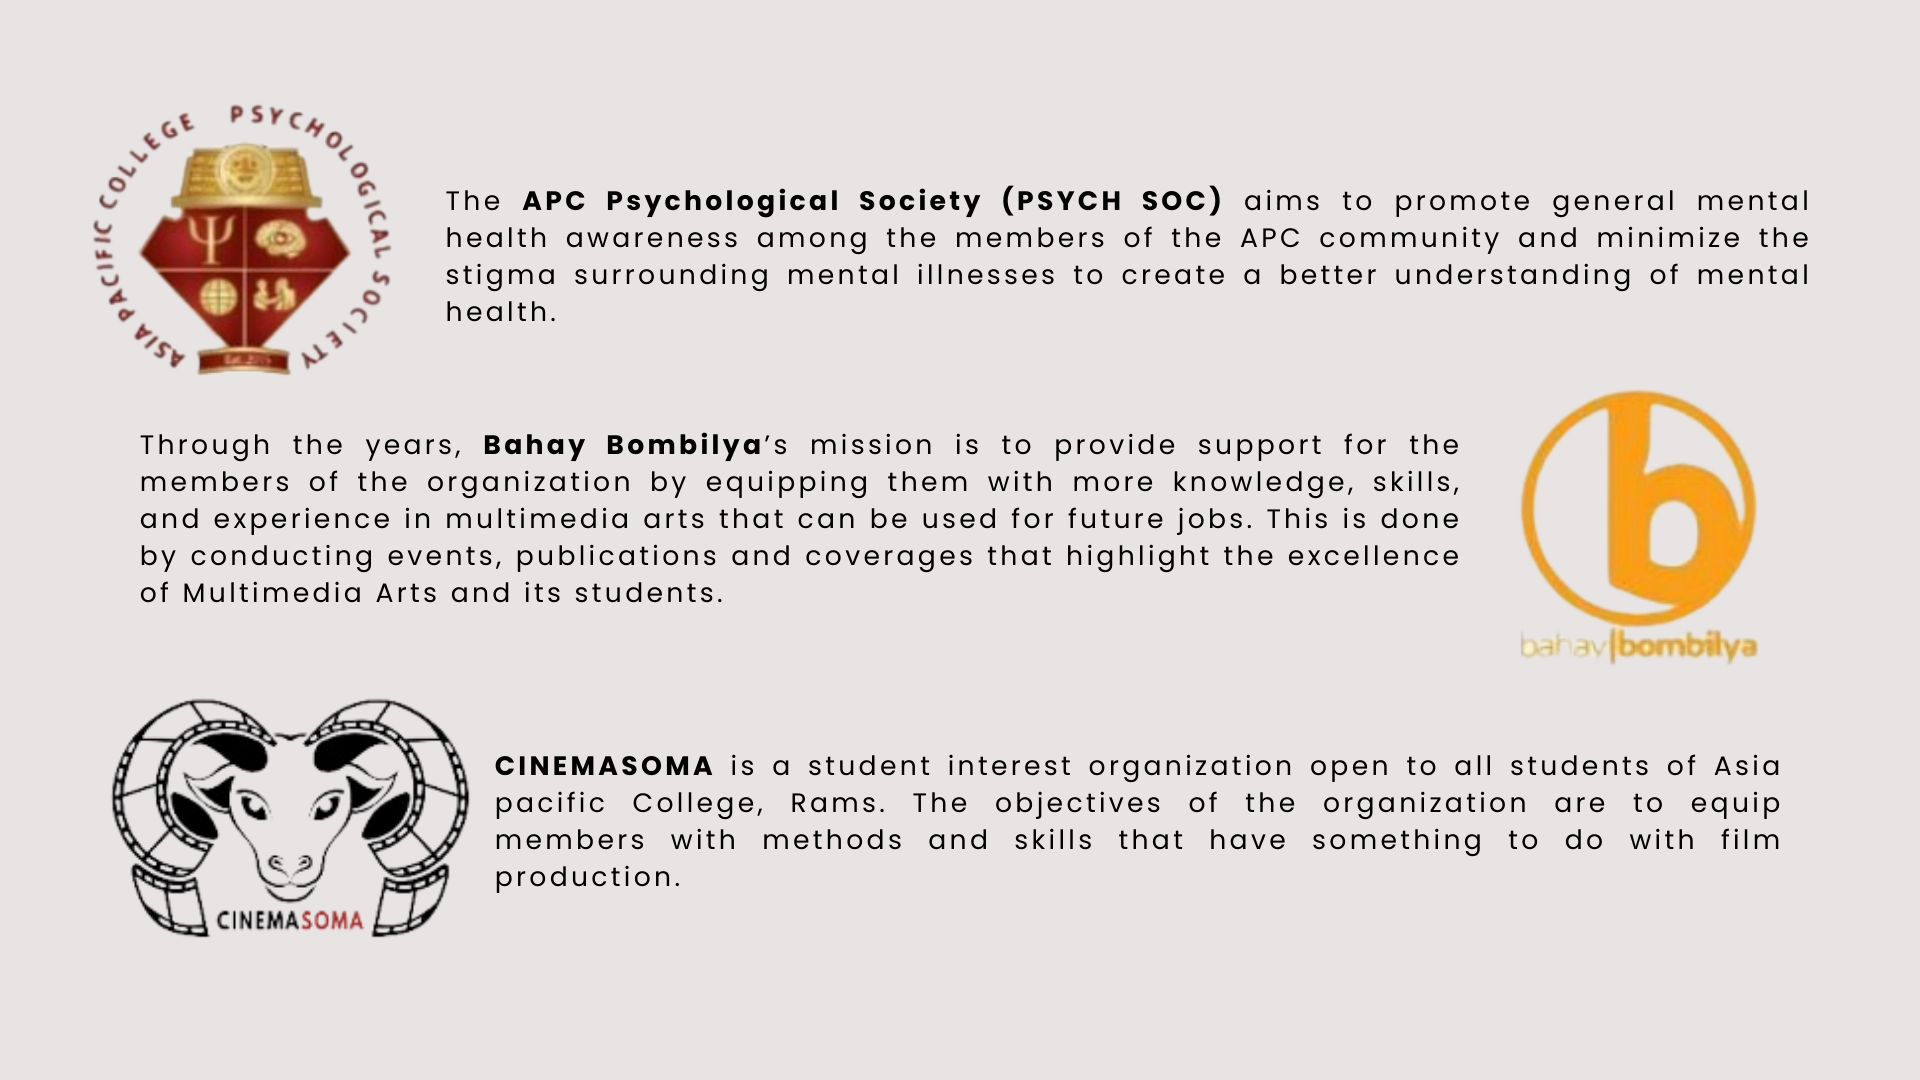 ASIA PACIFIC COLLEGE PSYCHOLOGICAL SOCIETY
The APC Psychological Society (PSYCH SOC) aims to promote general mental
health awareness among the members of the APC community and minimize the
stigma surrounding mental illnesses to create a better understanding of mental
health.
Through the years, Bahay Bombilya’s mission is to provide support for the
members of the organization by equipping them with more knowledge, skills,
and experience in multimedia arts that can be used for future jobs. This is done
by conducting events, publications and coverages that highlight the excellence
of Multimedia Arts and its students.
b
bahay|bombilya
CINEMASOMA
CINEMASOMA is a student interest organization open to all students of Asia
pacific College, Rams. The objectives of the organization are to equip
members with methods and skills that have something to do with film
production.